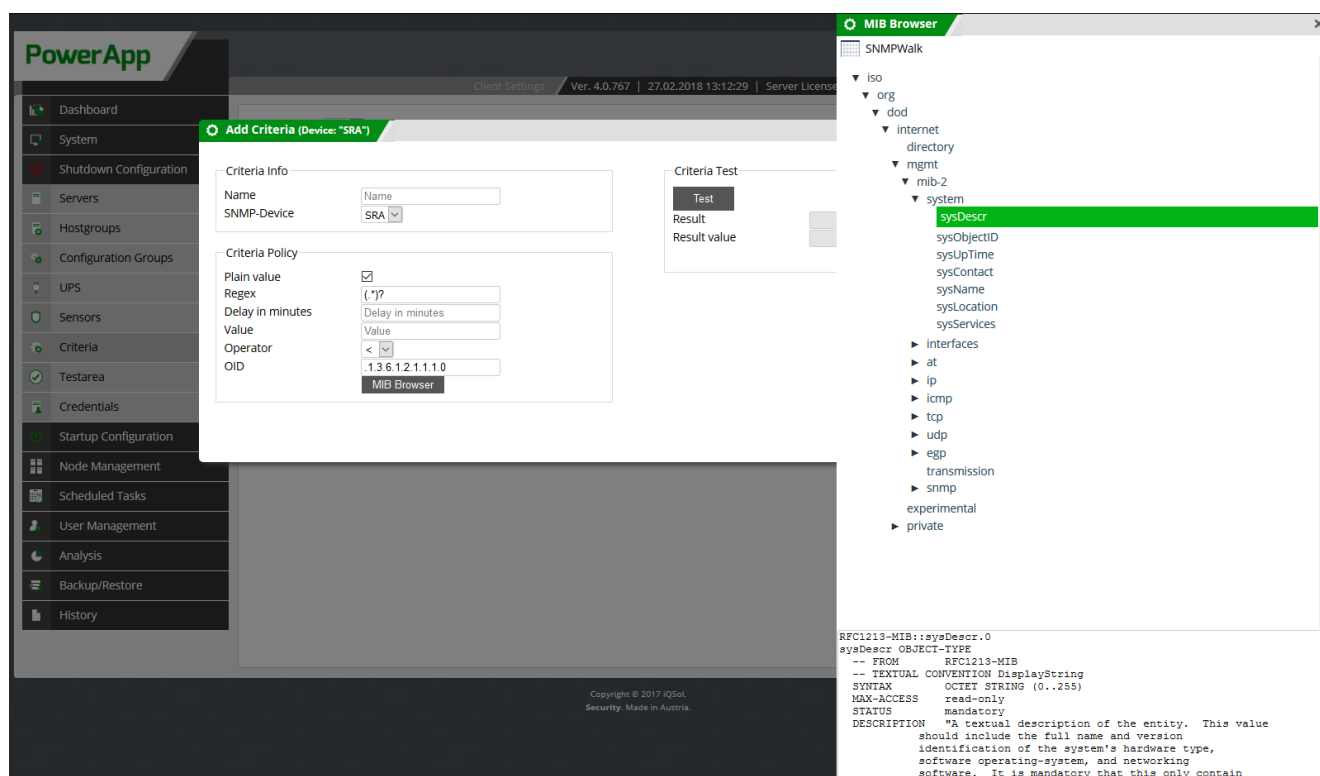 PowerApp
Client Settings
Ver. 4.0.767 | 27.02.2018 13:12:29 | Server License
Dashboard
System
Shutdown Configuration
Servers
Hostgroups
Configuration Groups
UPS
Sensors
Criteria
Testarea
Credentials
Startup Configuration
Node Management
Scheduled Tasks
User Management
Analysis
Backup/Restore
History
Add Criteria (Device: "SRA")
Criteria Info
Name
Name
SNMP-Device
SRA
Criteria Policy
Plain value
Regex
(.*)?
Delay in minutes
Delay in minutes
Value
Value
Operator
<
OID
.1.3.6.1.2.1.1.1.0
MIB Browser
Criteria Test
Test
Result
Result value
Copyright © 2017 iQSol.
Security. Made in Austria.
MIB Browser
SNMPWalk
iso
org
dod
internet
directory
mgmt
mib-2
system
sysDescr
sysObjectID
sysUpTime
sysContact
sysName
sysLocation
sysServices
interfaces
at
ip
icmp
tcp
udp
egp
transmission
snmp
experimental
private
RFC1213-MIB::sysDescr.0
sysDescr OBJECT-TYPE
-- FROM RFC1213-MIB
-- TEXTUAL CONVENTION DisplayString
SYNTAX OCTET STRING (0..255)
MAX-ACCESS read-only
STATUS mandatory
DESCRIPTION "A textual description of the entity. This value
should include the full name and version
identification of the system's hardware type,
software operating-system, and networking
software. It is mandatory that this only contain